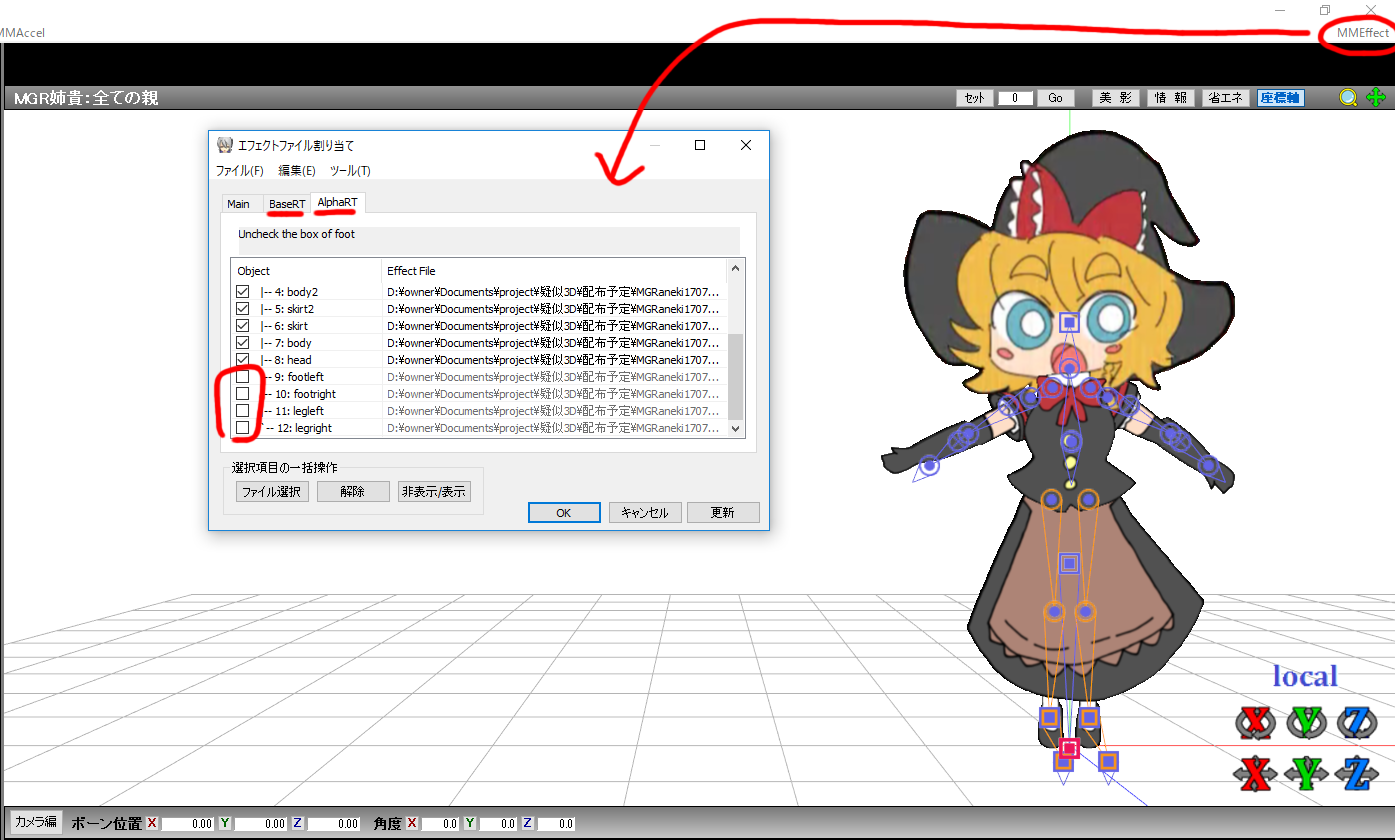 MMAccel
MMEffect
MGR姉貴:全ての親
ｾｯﾄ 0 Go 美 影 情 報 省エネ 座標軸
エフェクトファイル割り当て
ファイル(F) 編集(E) ツール(T)
Main BaseRT AlphaRT
Uncheck the box of foot
Object Effect File
|-- 4: body2 D:¥owner¥Documents¥project¥疑似3D¥配布予定¥MGRaneki1707...
|-- 5: skirt2 D:¥owner¥Documents¥project¥疑似3D¥配布予定¥MGRaneki1707...
|-- 6: skirt D:¥owner¥Documents¥project¥疑似3D¥配布予定¥MGRaneki1707...
|-- 7: body D:¥owner¥Documents¥project¥疑似3D¥配布予定¥MGRaneki1707...
|-- 8: head D:¥owner¥Documents¥project¥疑似3D¥配布予定¥MGRaneki1707...
-- 9: footleft D:¥owner¥Documents¥project¥疑似3D¥配布予定¥MGRaneki1707...
-- 10: footright D:¥owner¥Documents¥project¥疑似3D¥配布予定¥MGRaneki1707...
-- 11: legleft D:¥owner¥Documents¥project¥疑似3D¥配布予定¥MGRaneki1707...
`-- 12: legright D:¥owner¥Documents¥project¥疑似3D¥配布予定¥MGRaneki1707...
選択項目の一括操作
ファイル選択 解除 非表示/表示
OK キャンセル 更新
local
X Y Z
X Y Z
カメラ編 ボーン位置 X 0.00 Y 0.00 Z 0.00 角度 X 0.0 Y 0.0 Z 0.0